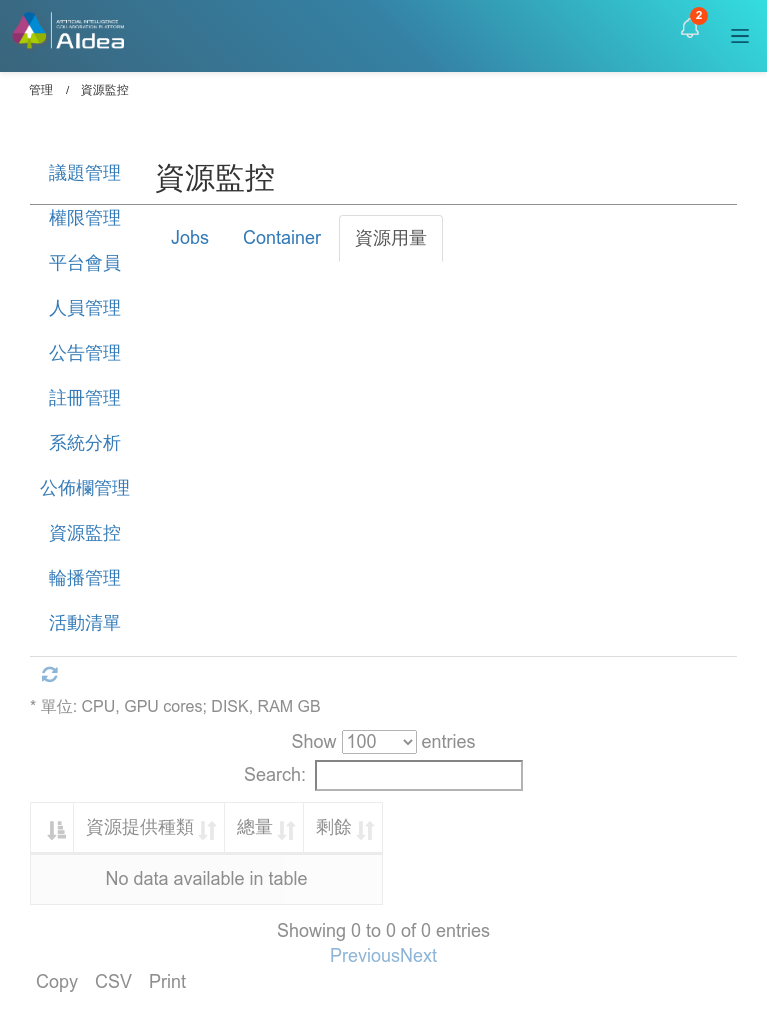 ARTIFICIAL INTELLIGENCE
COLLABORATION PLATFORM
AIdea
2
管理 / 資源監控
資源監控
議題管理
權限管理
平台會員
人員管理
公告管理
註冊管理
系統分析
公佈欄管理
資源監控
輪播管理
活動清單
Jobs Container 資源用量
* 單位: CPU, GPU cores; DISK, RAM GB
Show 100 entries
Search:
資源提供種類 總量 剩餘
No data available in table
Showing 0 to 0 of 0 entries
PreviousNext
Copy CSV Print